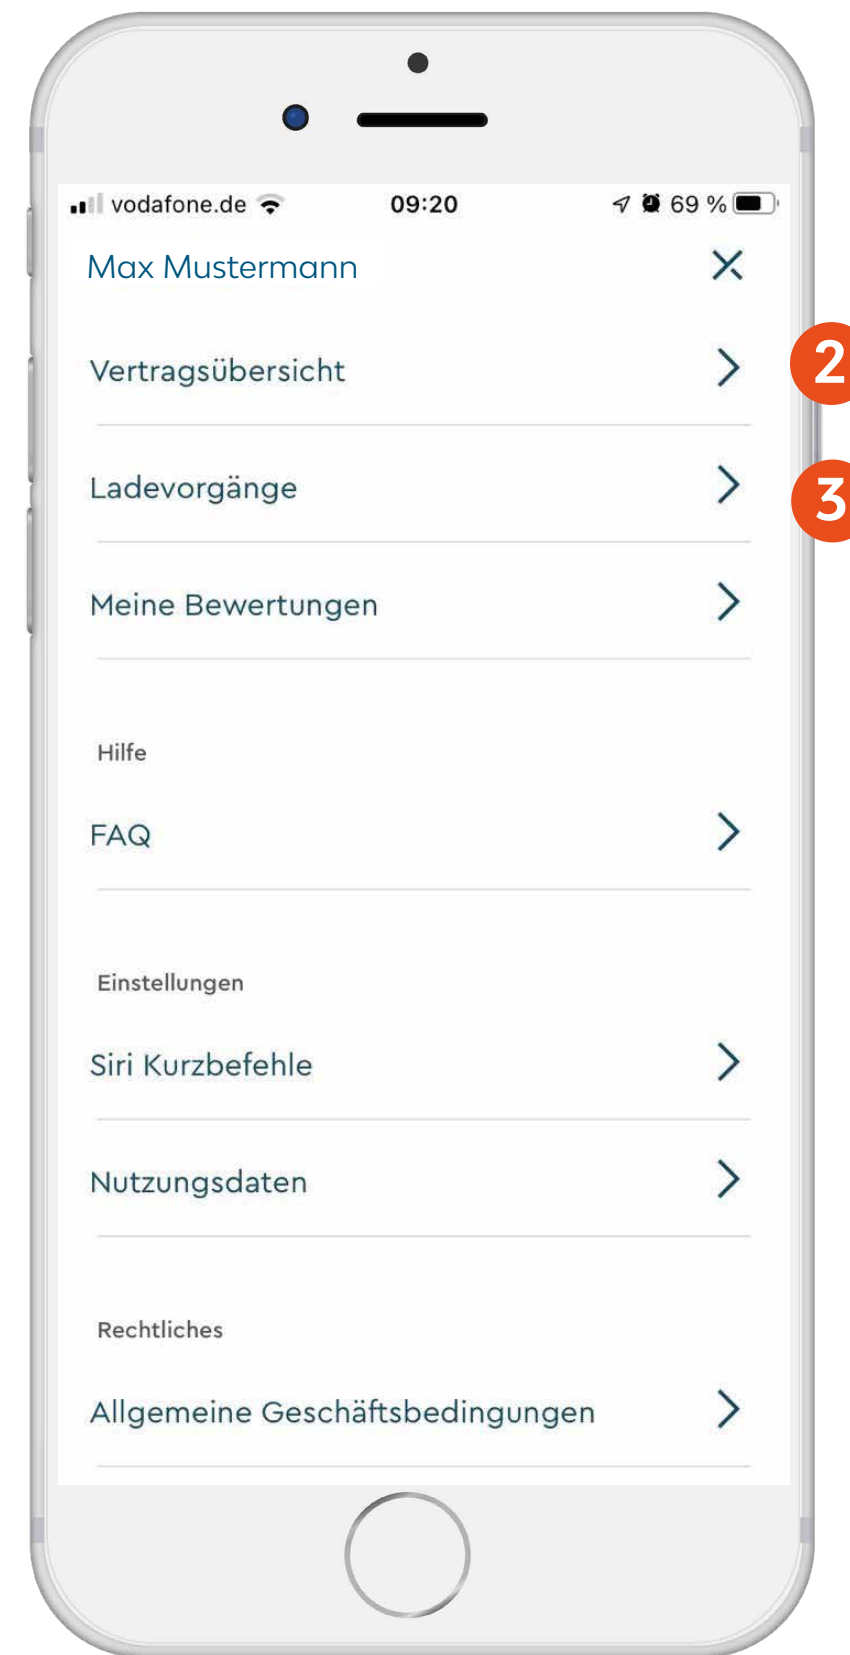 vodafone.de 09:20 69 %
Max Mustermann
Vertragsübersicht
2
Ladevorgänge
3
Meine Bewertungen
Hilfe
FAQ
Einstellungen
Siri Kurzbefehle
Nutzungsdaten
Rechtliches
Allgemeine Geschäftsbedingungen